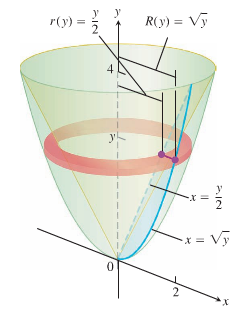 r(y) = y/2
y
R(y) = √y
4
y
x = y/2
x = √y
0
2
x